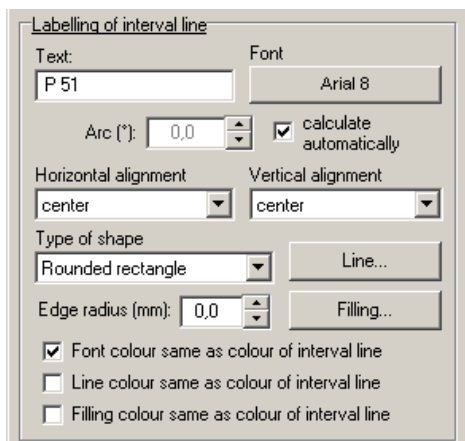 Labelling of interval line
Text: Font
P 51 Arial 8
Arc (°): 0,0 calculate automatically
Horizontal alignment Vertical alignment
center center
Type of shape
Rounded rectangle Line...
Edge radius (mm): 0,0 Filling...
Font colour same as colour of interval line
Line colour same as colour of interval line
Filling colour same as colour of interval line